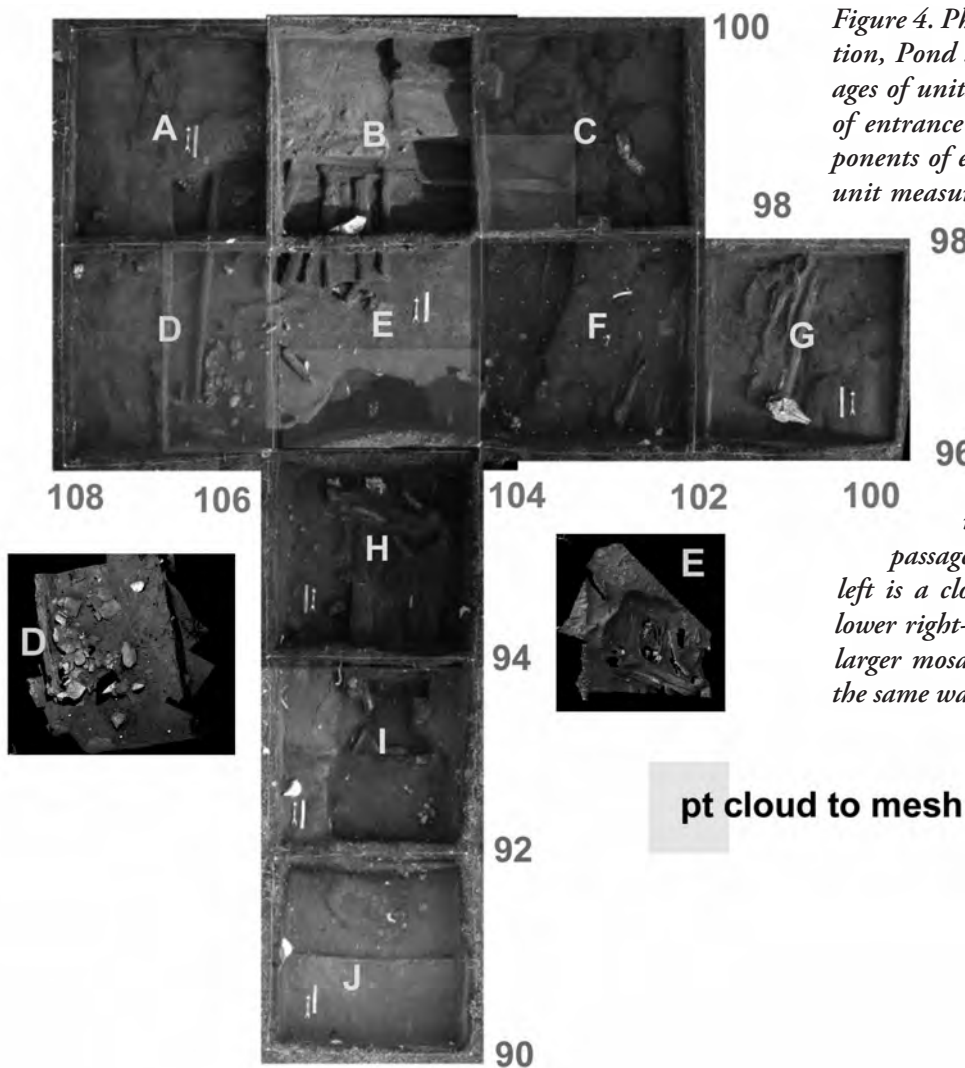 100
Figure 4.
tion, Pond
ages of unit
of entrance
ponents of e
unit measur
A
B
C
98
98
D
E
F
G
96
108
106
104
102
100
H
E
passage
left is a clo
D
94
lower right-
larger mosa
the same wa
I
pt cloud to mesh
92
J
90